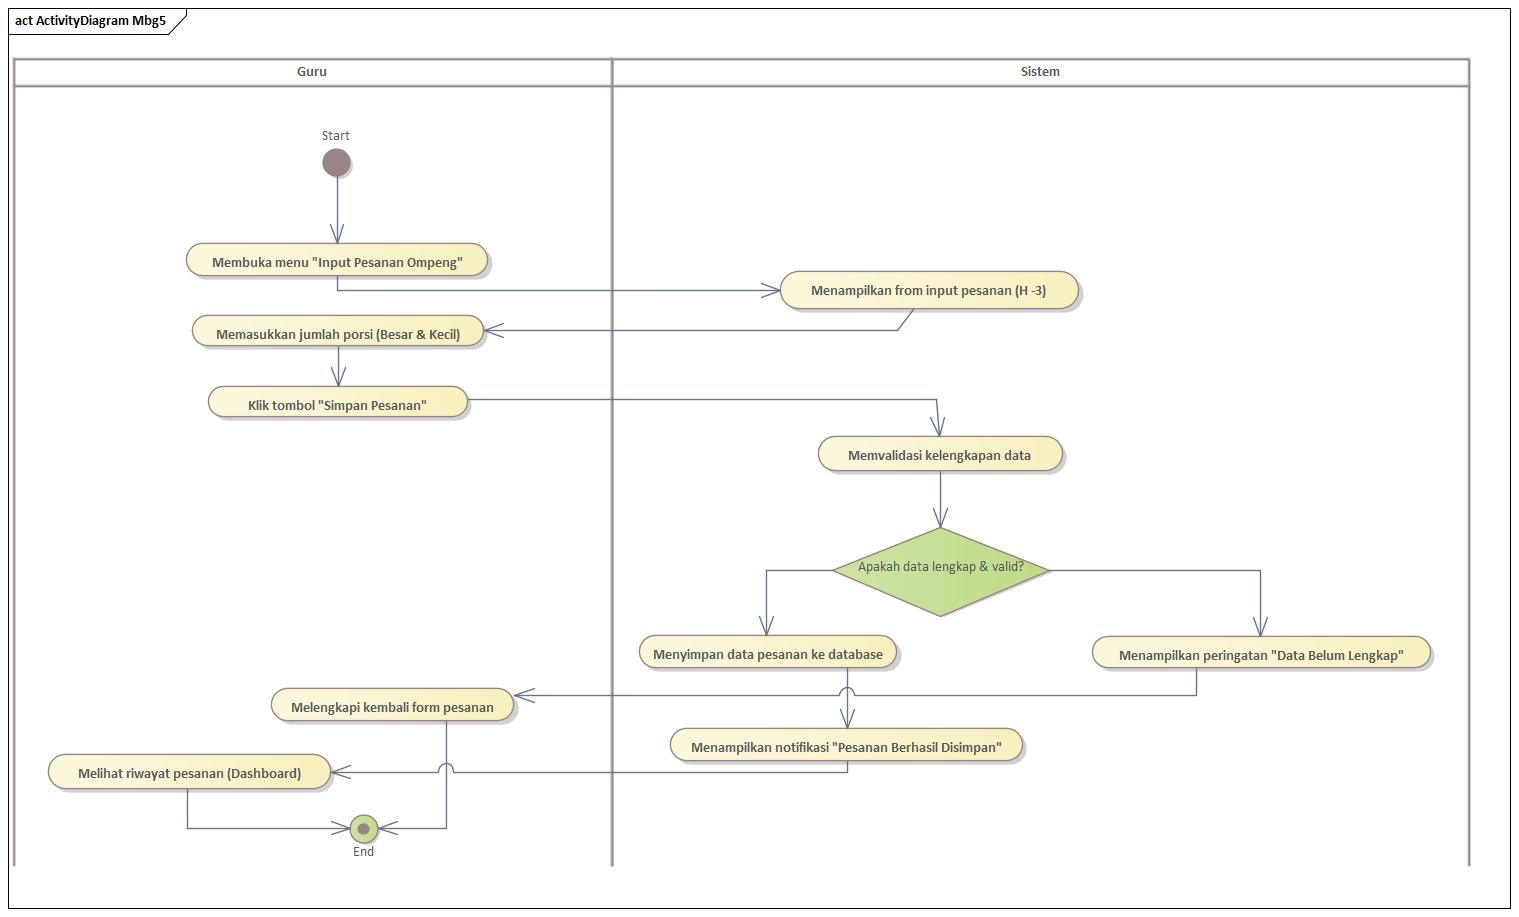 act ActivityDiagram Mbg5
Guru
Sistem
Start
Membuka menu "Input Pesanan Ompeng"
Menampilkan from input pesanan (H -3)
Memasukkan jumlah porsi (Besar & Kecil)
Klik tombol "Simpan Pesanan"
Memvalidasi kelengkapan data
Apakah data lengkap & valid?
Menyimpan data pesanan ke database
Menampilkan peringatan "Data Belum Lengkap"
Melengkapi kembali form pesanan
Menampilkan notifikasi "Pesanan Berhasil Disimpan"
Melihat riwayat pesanan (Dashboard)
End